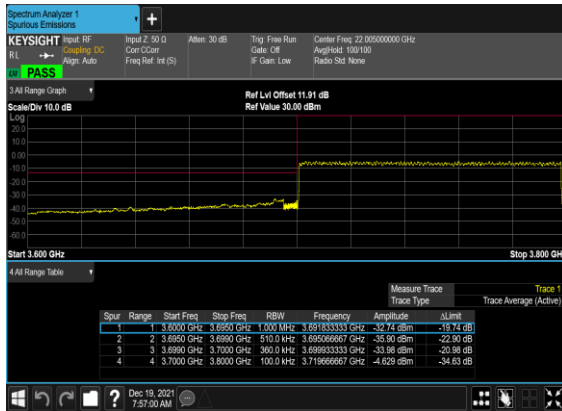 Spectrum Analyzer 1
Spurious Emissions
KEYSIGHT Input: RF Input Z: 50 Ω Atten: 30 dB Trig: Free Run Center Freq: 22.005000000 GHz
R L Coupling: DC Corr CCorr Gate: Off Avg|Hold: 100/100
Align: Auto Freq Ref: Int (S) IF Gain: Low Radio Std: None
PASS
3 All Range Graph
Ref Lvl Offset 11.91 dB
Scale/Div 10.0 dB Ref Value 30.00 dBm
Log
20.0
10.0
0.00
-10.0
-20.0
-30.0
-40.0
-50.0
-60.0
Start 3.600 GHz Stop 3.800 GH
4 All Range Table
Measure Trace Trace 1
Trace Type Trace Average (Active)
Spur Range Start Freq Stop Freq RBW Frequency Amplitude ΔLimit
1 1 3.6000 GHz 3.6950 GHz 1.000 MHz 3.691833333 GHz -32.74 dBm -19.74 dB
2 2 3.6950 GHz 3.6990 GHz 510.0 kHz 3.695066667 GHz -35.90 dBm -22.90 dB
3 3 3.6990 GHz 3.7000 GHz 360.0 kHz 3.699933333 GHz -33.98 dBm -20.98 dB
4 4 3.7000 GHz 3.8000 GHz 100.0 kHz 3.719666667 GHz -4.629 dBm -34.63 dB
? Dec 19, 2021
7:57:00 AM